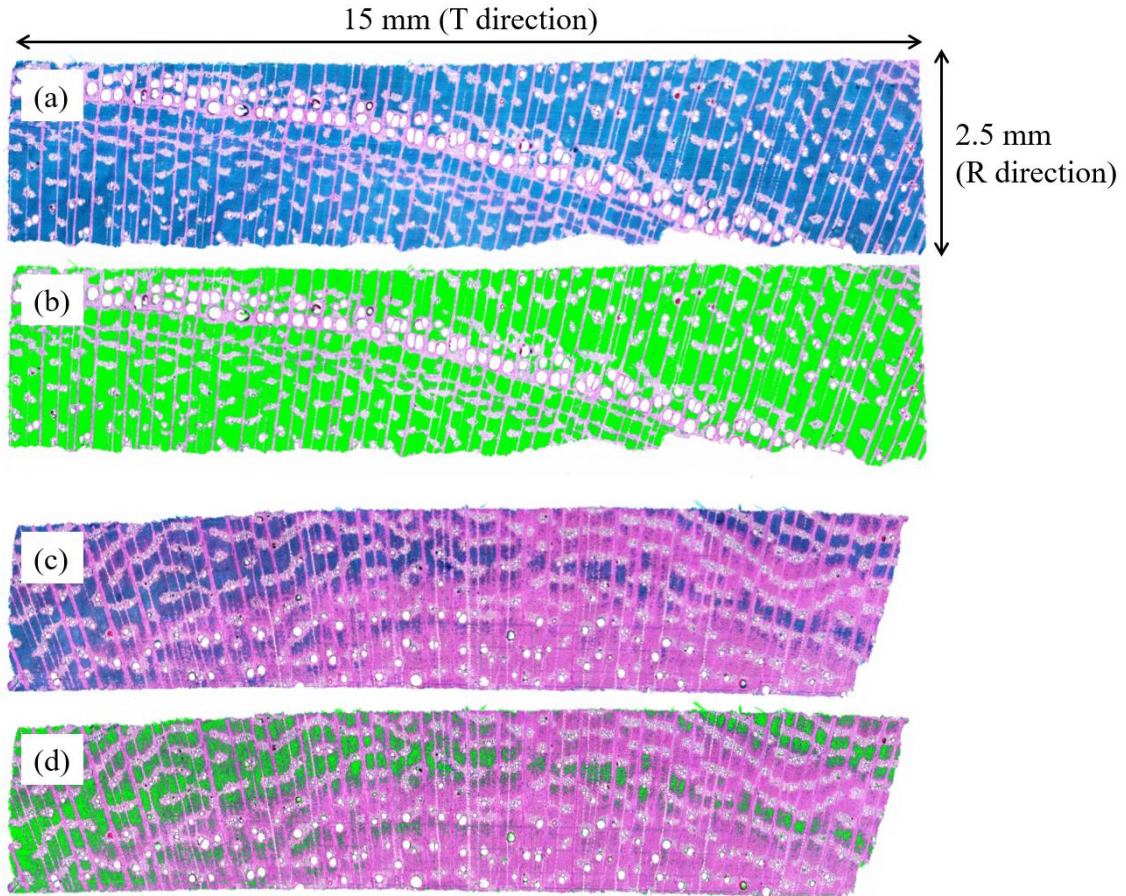 15 mm (T direction)
(a)
2.5 mm
(R direction)
(b)
(c)
(d)